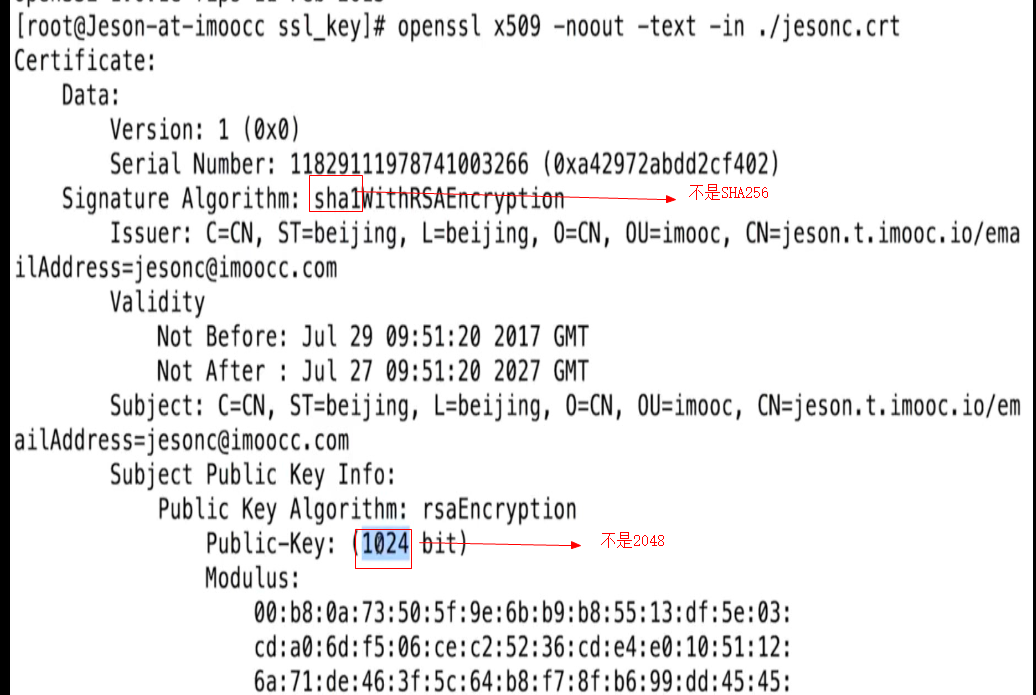 [root@Jeson-at-imoocc ssl_key]# openssl x509 -noout -text -in ./jesonc.crt
Certificate:
Data:
Version: 1 (0x0)
Serial Number: 11829111978741003266 (0xa42972abdd2cf402)
Signature Algorithm: sha1WithRSAEncryption
不是SHA256
Issuer: C=CN, ST=beijing, L=beijing, O=CN, OU=imooc, CN=jeson.t.imooc.io/ema
ilAddress=jesonc@imoocc.com
Validity
Not Before: Jul 29 09:51:20 2017 GMT
Not After : Jul 27 09:51:20 2027 GMT
Subject: C=CN, ST=beijing, L=beijing, O=CN, OU=imooc, CN=jeson.t.imooc.io/em
ailAddress=jesonc@imoocc.com
Subject Public Key Info:
Public Key Algorithm: rsaEncryption
Public-Key: (1024 bit)
不是2048
Modulus:
00:b8:0a:73:50:5f:9e:6b:b9:b8:55:13:df:5e:03:
cd:a0:6d:f5:06:ce:c2:52:36:cd:e4:e0:10:51:12:
6a:71:de:46:3f:5c:64:b8:f7:8f:b6:99:dd:45:45: